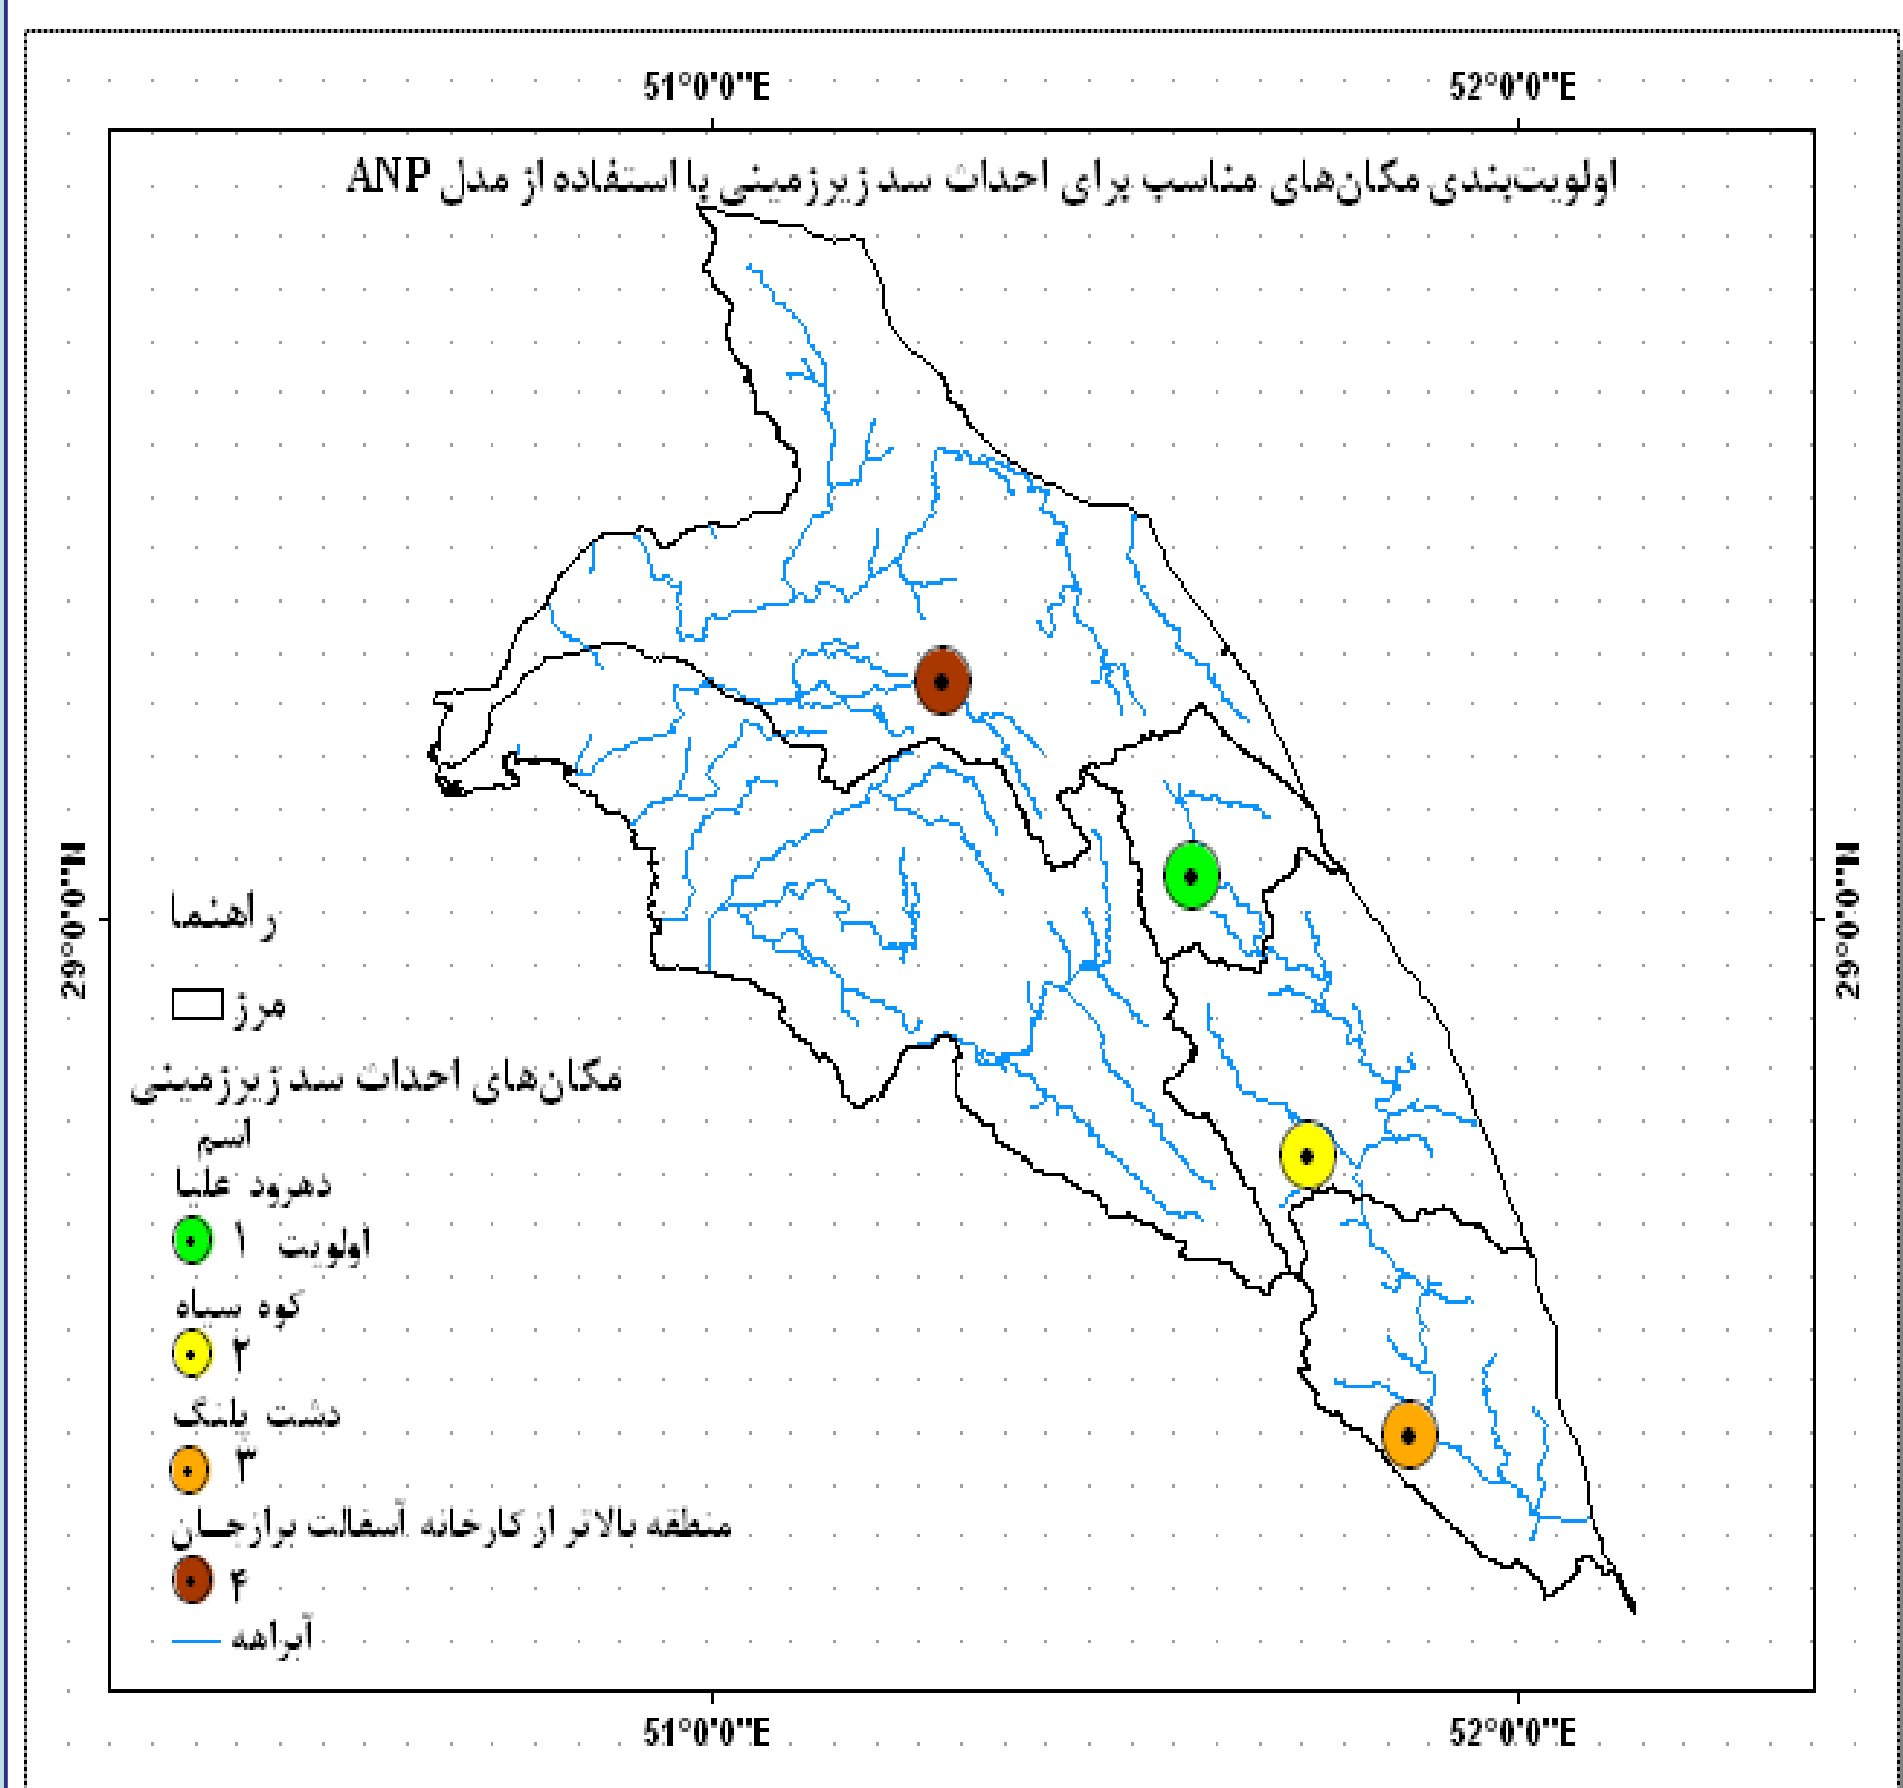 51°0'0"E 52°0'0"E
اولویت‌بندی مکان‌های مناسب برای احداث سد زیرزمینی با استفاده از مدل ANP
29°0'0"N 29°0'0"N
راهنما
مرز
مکان‌های احداث سد زیرزمینی
اسم
دهرود علیا
اولویت ۱
کوه سیاه
۲
دشت پلنگ
۳
منطقه بالاتر از کارخانه آسفالت برازجان
۴
آبراهه
51°0'0"E 52°0'0"E